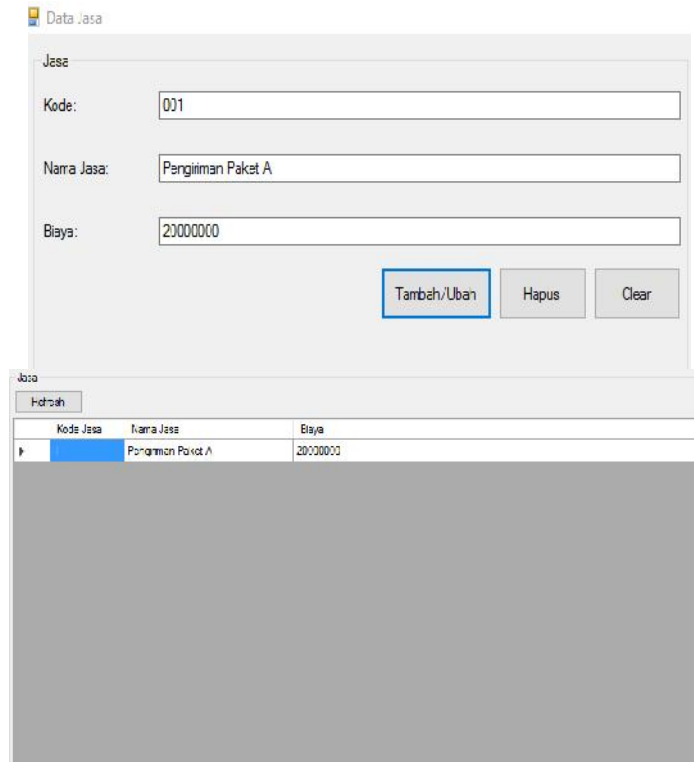 Data Jasa
Jasa
Kode: 001
Nama Jasa: Pengiriman Paket A
Biaya: 20000000
Tambah/Ubah Hapus Clear
Jasa
Refresh
Kode Jasa Nama Jasa Biaya
1 Pengiriman Paket A 20000000